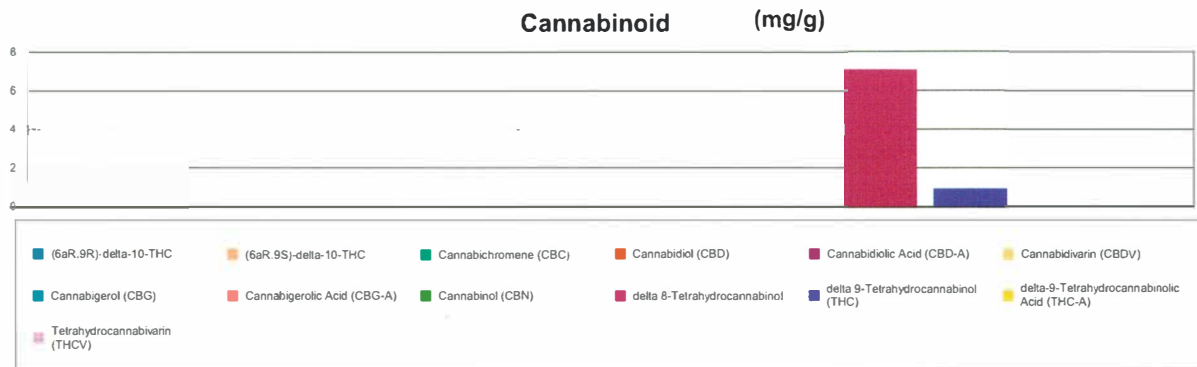 Cannabinoid (mg/g)
6
6
4
2
0
(6aR.9R)-delta-10-THC (6aR.9S)-delta-10-THC Cannabichromene (CBC) Cannabidiol (CBD) Cannabidiolic Acid (CBD-A) Cannabidivarin (CBDV)
Cannabigerol (CBG) Cannabigerolic Acid (CBG-A) Cannabinol (CBN) delta 8-Tetrahydrocannabinol delta 9-Tetrahydrocannabinol (THC) delta-9-Tetrahydrocannabinolic Acid (THC-A)
Tetrahydrocannabivarin
(THCV)